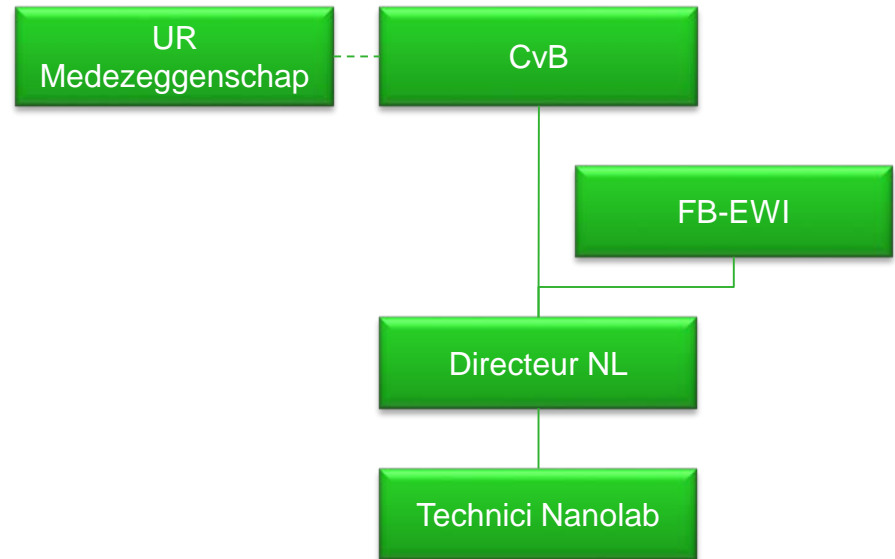 UR
Medezeggenschap
CvB
FB-EWI
Directeur NL
Technici Nanolab